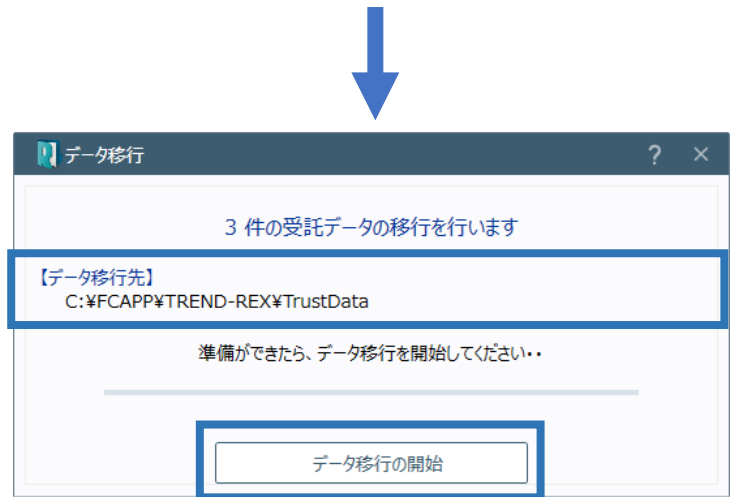 データ移行
? ×
3 件の受託データの移行を行います
【データ移行先】
C:¥FCAPP¥TREND-REX¥TrustData
準備ができたら、データ移行を開始してください・・
データ移行の開始